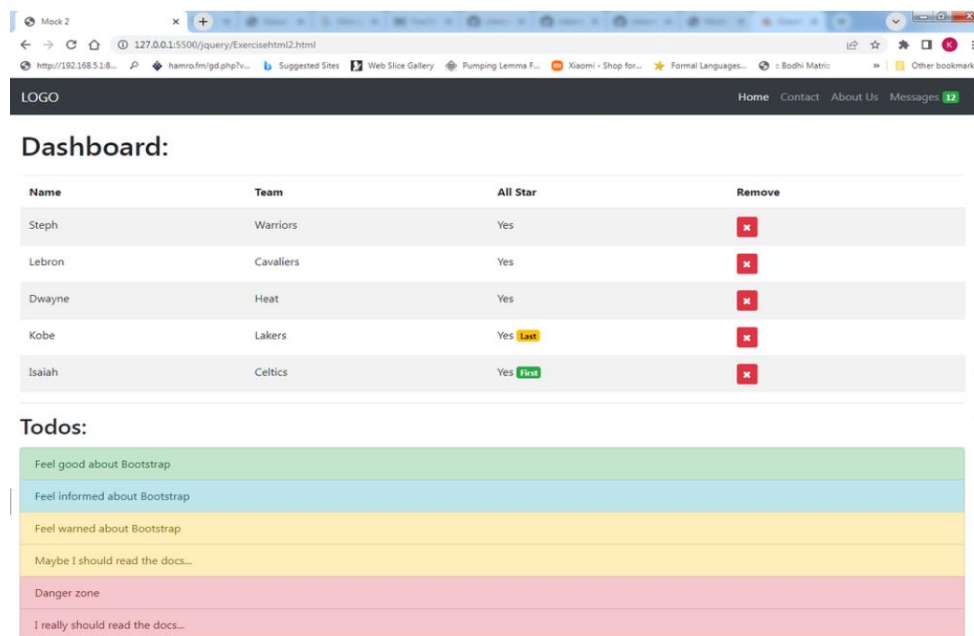 Mock 2
127.0.0.1:5500/jquery/Exercisehtml2.html
K
http://192.168.5.1:8... hamro.fm/gd.php?v... Suggested Sites Web Slice Gallery Pumping Lemma F... Xiaomi - Shop for... Formal Languages... :: Bodhi Matri:: » Other bookmark
LOGO Home Contact About Us Messages 12
Dashboard:
Name Team All Star Remove
Steph Warriors Yes
Lebron Cavaliers Yes
Dwayne Heat Yes
Kobe Lakers Yes Last
Isaiah Celtics Yes First
Todos:
Feel good about Bootstrap
Feel informed about Bootstrap
Feel warned about Bootstrap
Maybe I should read the docs...
Danger zone
I really should read the docs...